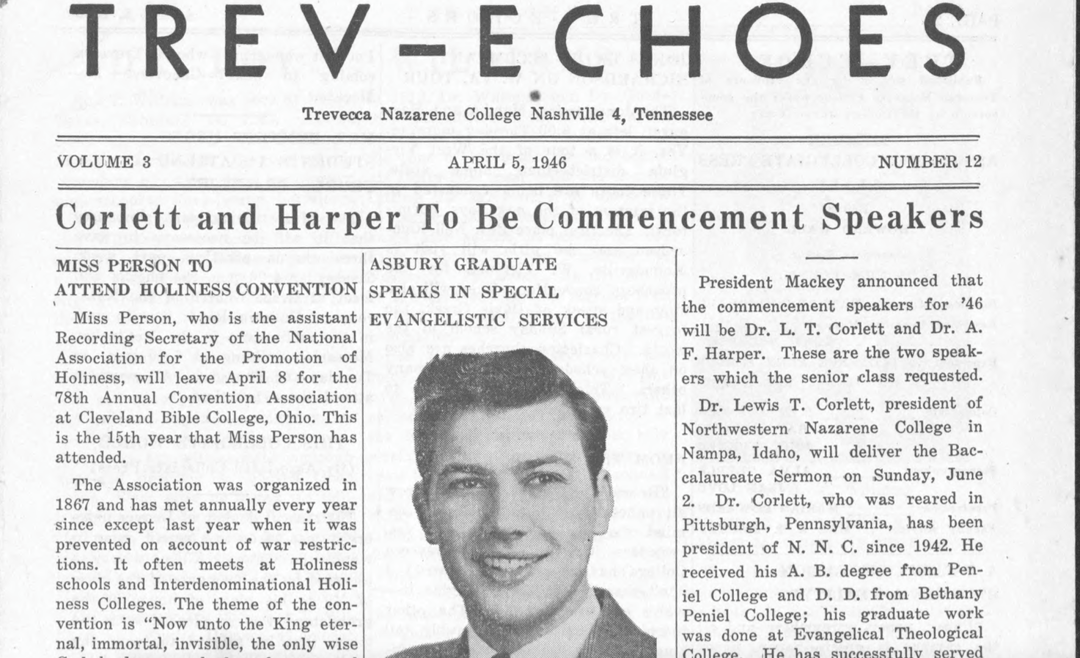 TREV-ECHOES
Trevecca Nazarene College Nashville 4, Tennessee
VOLUME 3 APRIL 5, 1946 NUMBER 12
Corlett and Harper To Be Commencement Speakers
MISS PERSON TO
ATTEND HOLINESS CONVENTION
Miss Person, who is the assistant
Recording Secretary of the National
Association for the Promotion of
Holiness, will leave April 8 for the
78th Annual Convention Association
at Cleveland Bible College, Ohio. This
is the 15th year that Miss Person has
attended.
The Association was organized in
1867 and has met annually every year
since except last year when it was
prevented on account of war restric-
tions. It often meets at Holiness
schools and Interdenominational Holi-
ness Colleges. The theme of the con-
vention is “Now unto the King eter-
nal, immortal, invisible, the only wise
ASBURY GRADUATE
SPEAKS IN SPECIAL
EVANGELISTIC SERVICES
President Mackey announced that
the commencement speakers for '46
will be Dr. L. T. Corlett and Dr. A.
F. Harper. These are the two speak-
ers which the senior class requested.
Dr. Lewis T. Corlett, president of
Northwestern Nazarene College in
Nampa, Idaho, will deliver the Bac-
calaureate Sermon on Sunday, June
2. Dr. Corlett, who was reared in
Pittsburgh, Pennsylvania, has been
president of N. N. C. since 1942. He
received his A. B. degree from Pen-
iel College and D. D. from Bethany
Peniel College; his graduate work
was done at Evangelical Theological
College. He has successfully served